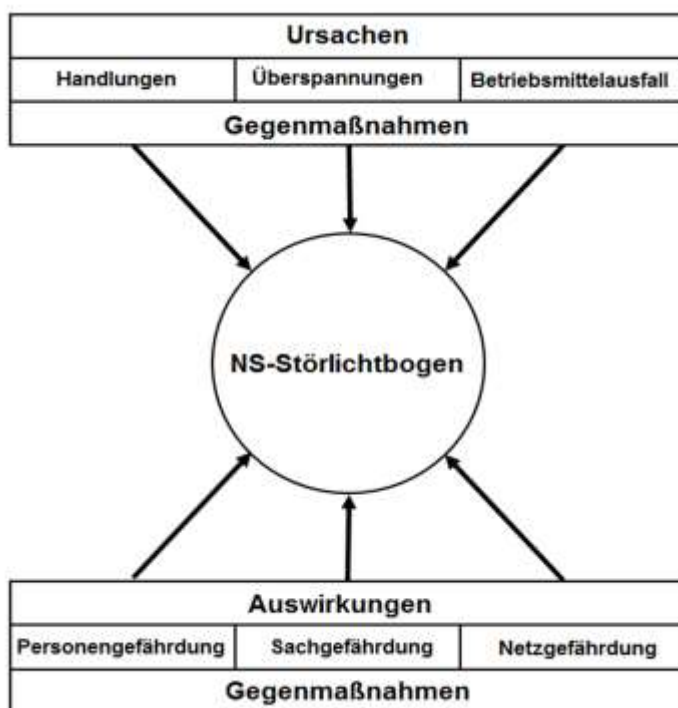 Ursachen
Handlungen Überspannungen Betriebsmittelausfall
Gegenmaßnahmen
NS-Störlichtbogen
Auswirkungen
Personengefährdung Sachgefährdung Netzgefährdung
Gegenmaßnahmen